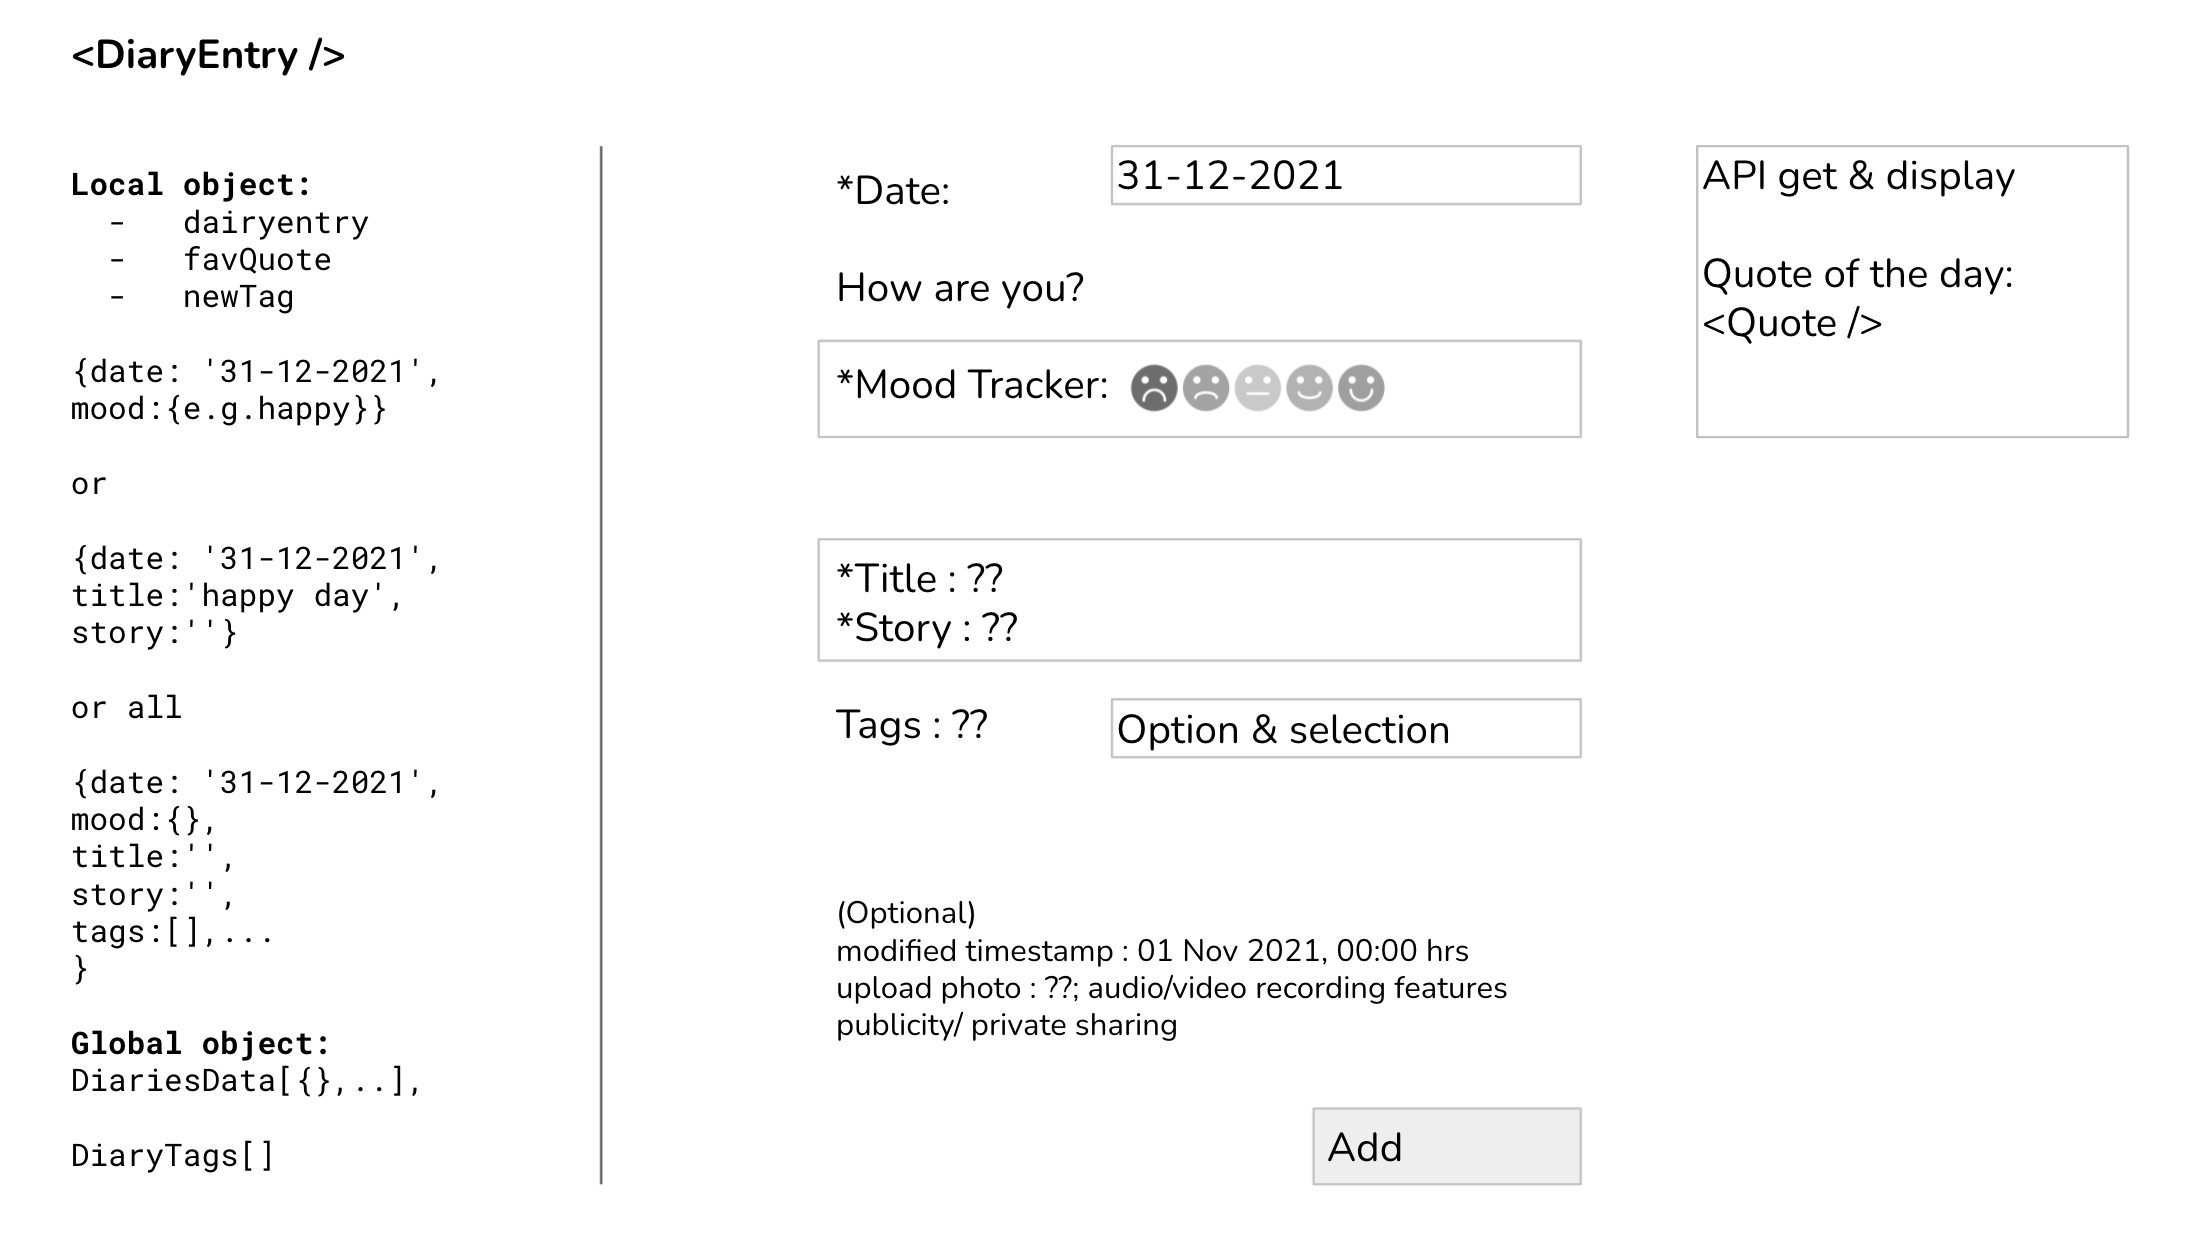 <DiaryEntry />
Local object:
- dairyentry
- favQuote
- newTag
{date: '31-12-2021',
mood:{e.g.happy}}
or
{date: '31-12-2021',
title:'happy day',
story:''}
or all
{date: '31-12-2021',
mood:{},
title:'',
story:'',
tags:[],...
}
Global object:
DiariesData[{},..],
DiaryTags[]
*Date:
31-12-2021
How are you?
*Mood Tracker:
*Title : ??
*Story : ??
Tags : ??
Option & selection
(Optional)
modified timestamp : 01 Nov 2021, 00:00 hrs
upload photo : ??; audio/video recording features
publicity/ private sharing
Add
API get & display
Quote of the day:
<Quote />